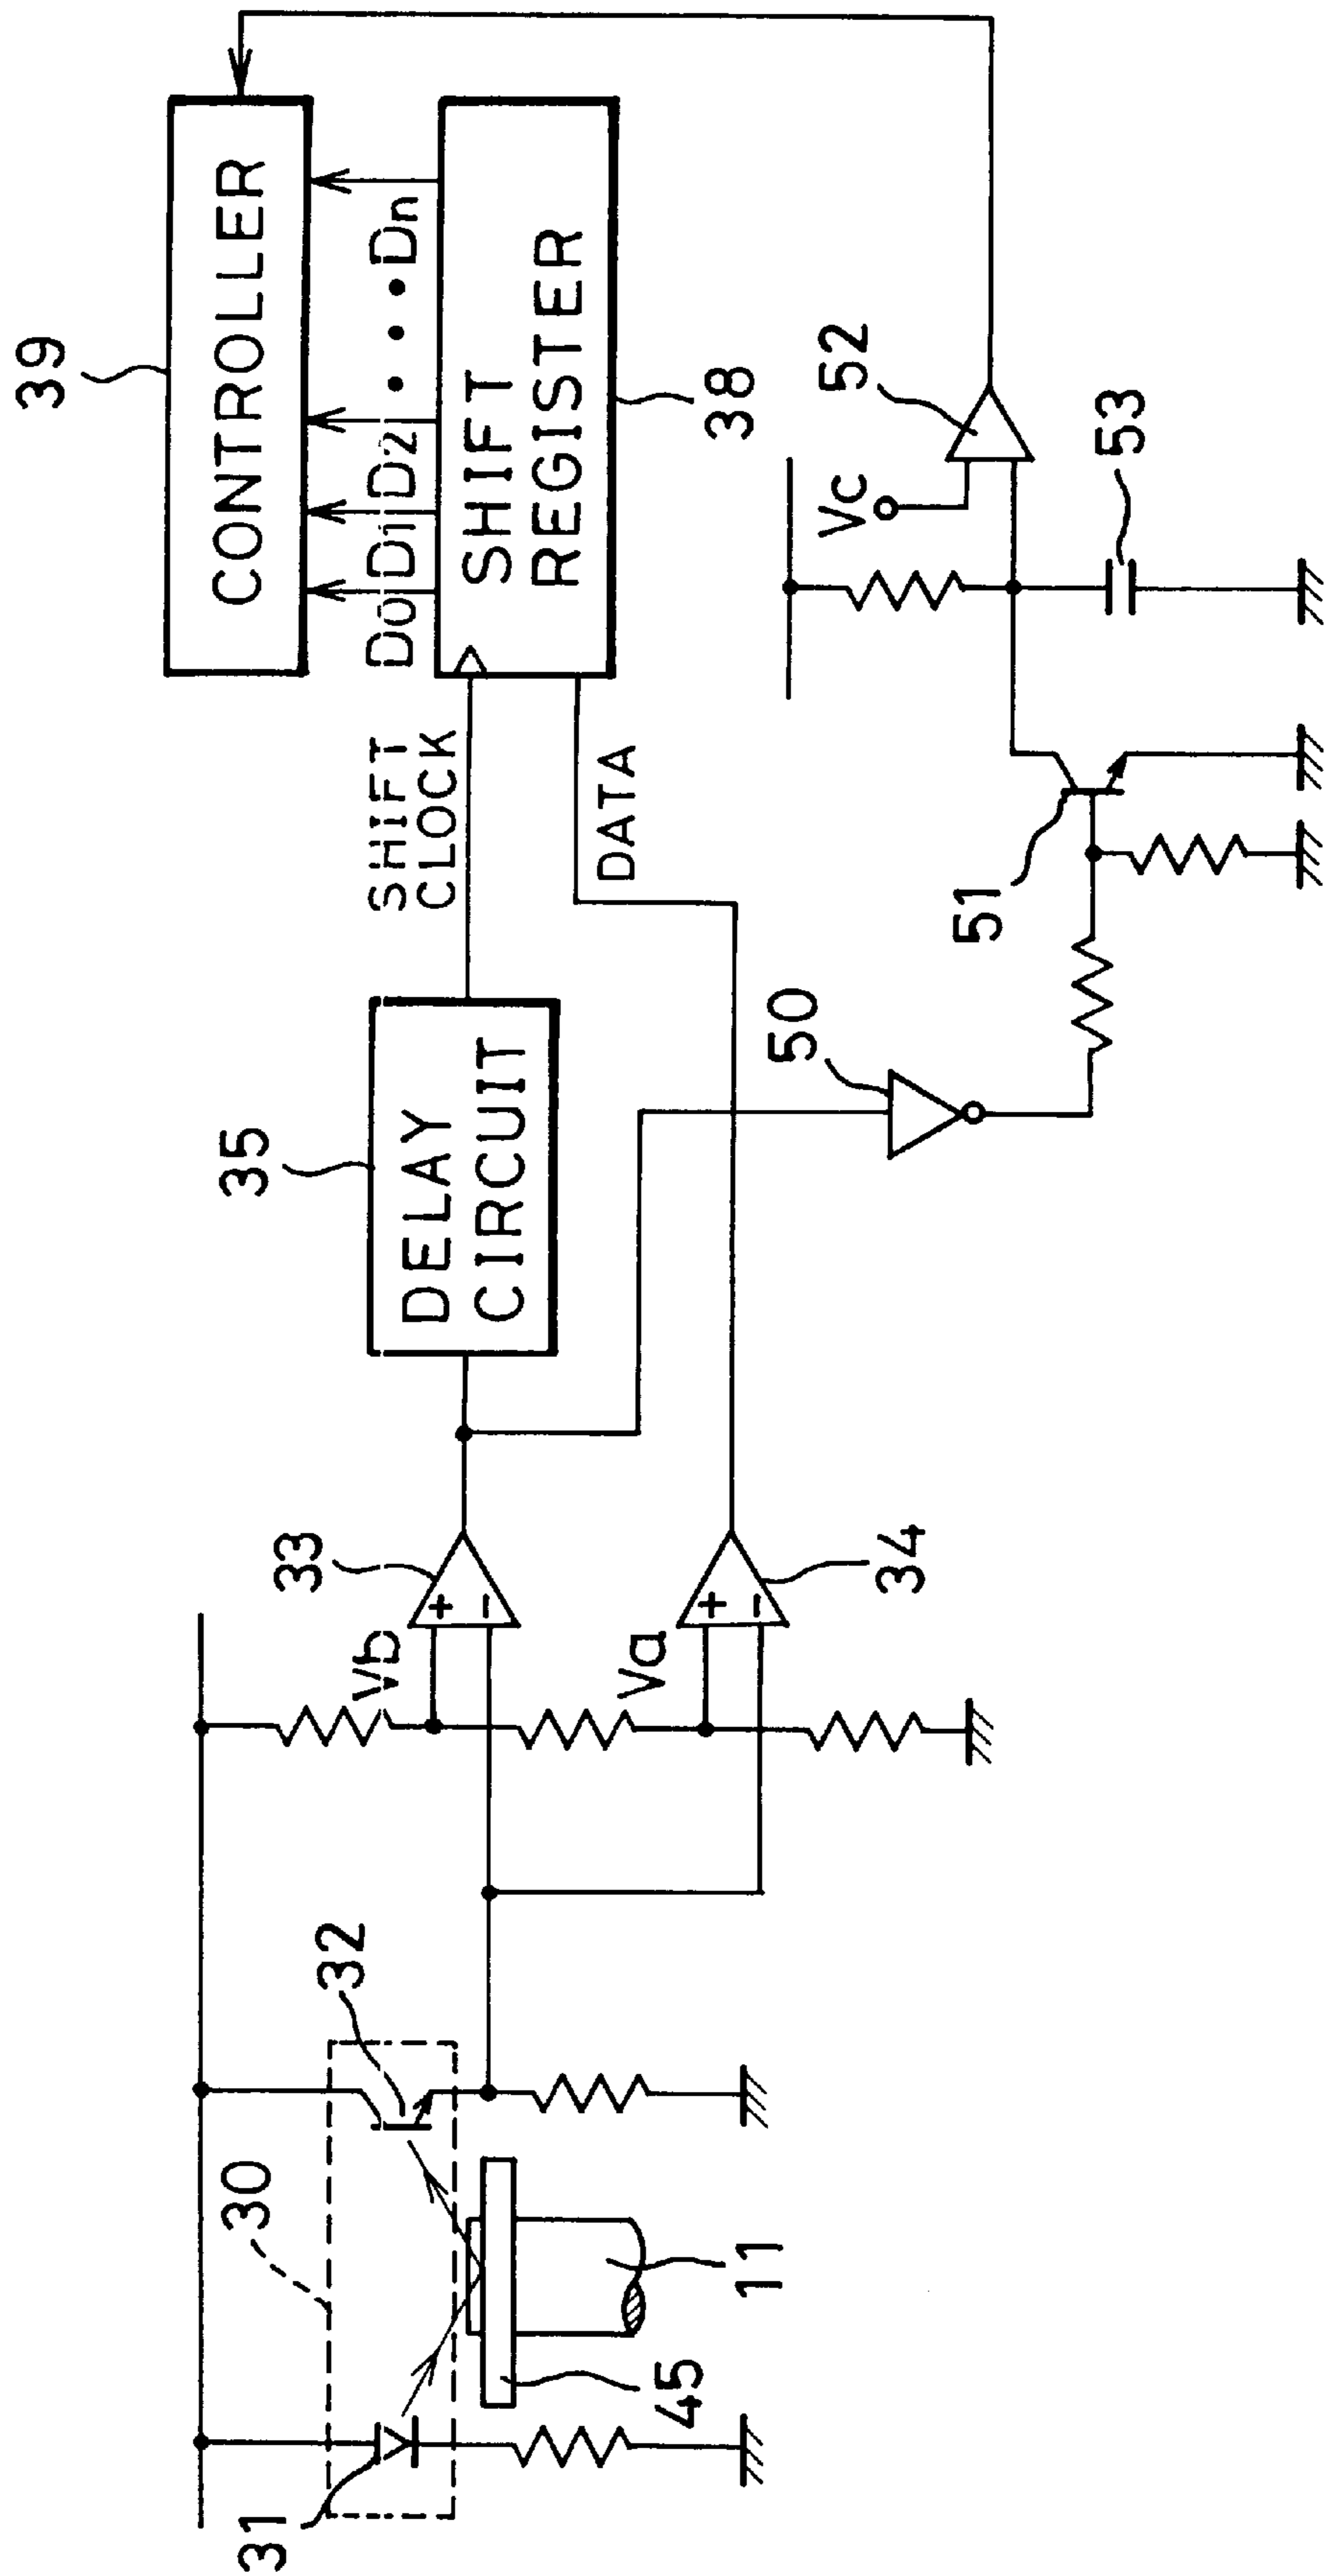 39
CONTROLLER
D0 D1 D2 • • • Dn
SHIFT
REGISTER
38
SHIFT
CLOCK
DATA
35
DELAY
CIRCUIT
33
+
-
Vb
34
+
-
Va
50
51
52
Vc
53
30
31
32
45
11